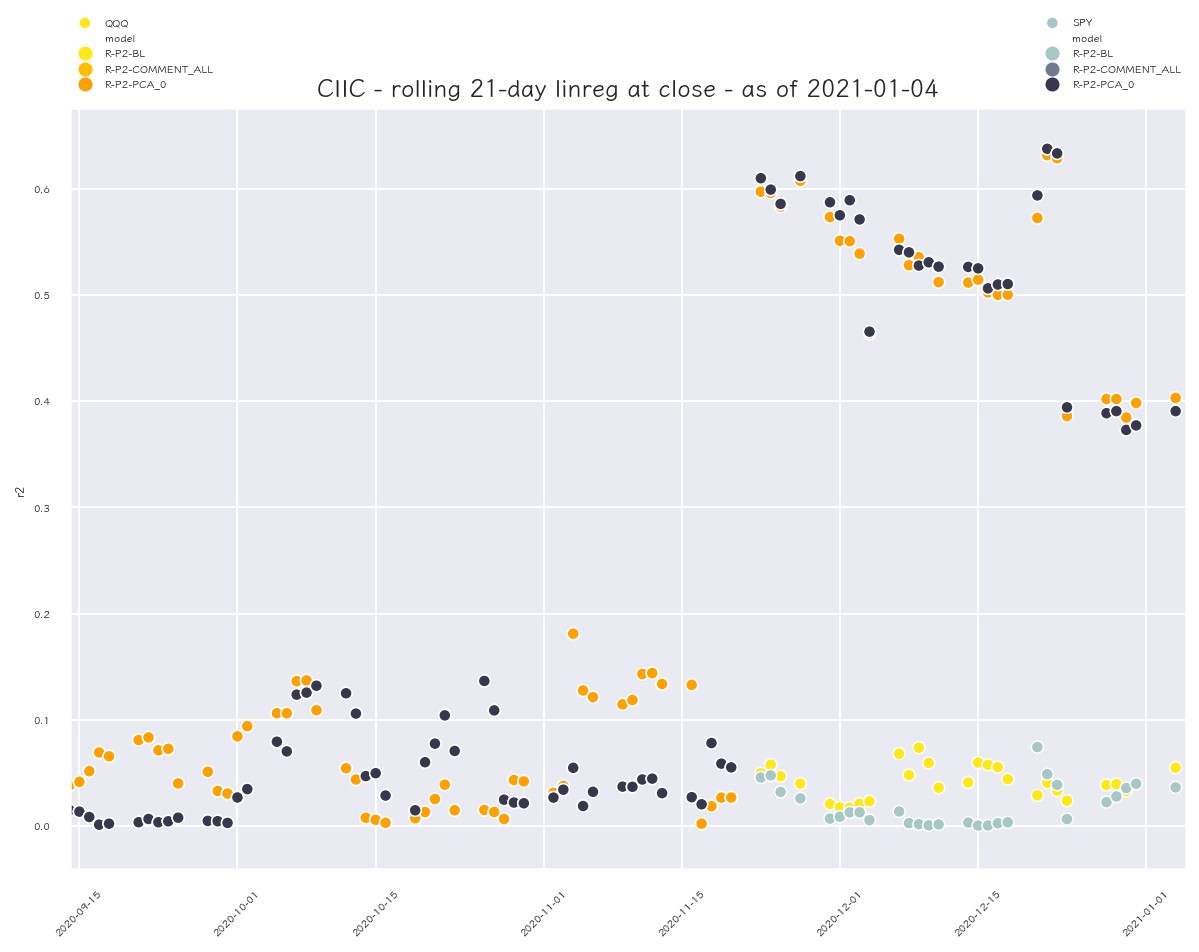 QQQ
model
R-P2-BL
R-P2-COMMENT_ALL
R-P2-PCA_0
SPY
model
R-P2-BL
R-P2-COMMENT_ALL
R-P2-PCA_0
CIIC - rolling 21-day linreg at close - as of 2021-01-04
0.6
0.5
0.4
0.3
0.2
0.1
0.0
r2
2020-09-15
2020-10-01
2020-10-15
2020-11-01
2020-11-15
2020-12-01
2020-12-15
2021-01-01